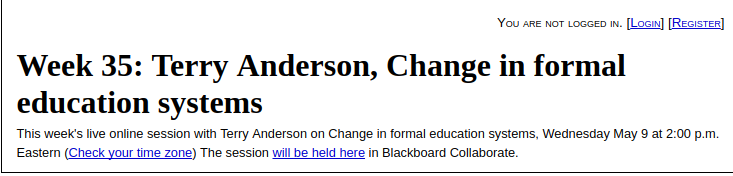 You are not logged in. [Login] [Register]
Week 35: Terry Anderson, Change in formal
education systems
This week's live online session with Terry Anderson on Change in formal education systems, Wednesday May 9 at 2:00 p.m.
Eastern (Check your time zone) The session will be held here in Blackboard Collaborate.